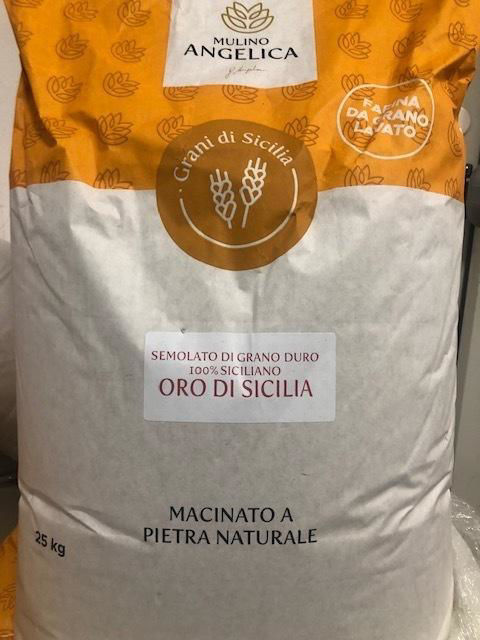 MULINO
ANGELICA
Grani di Sicilia
FARINA
DA GRANO
LAVATO
SEMOLATO DI GRANO DURO
100% SICILIANO
ORO DI SICILIA
MACINATO A
PIETRA NATURALE
25 kg